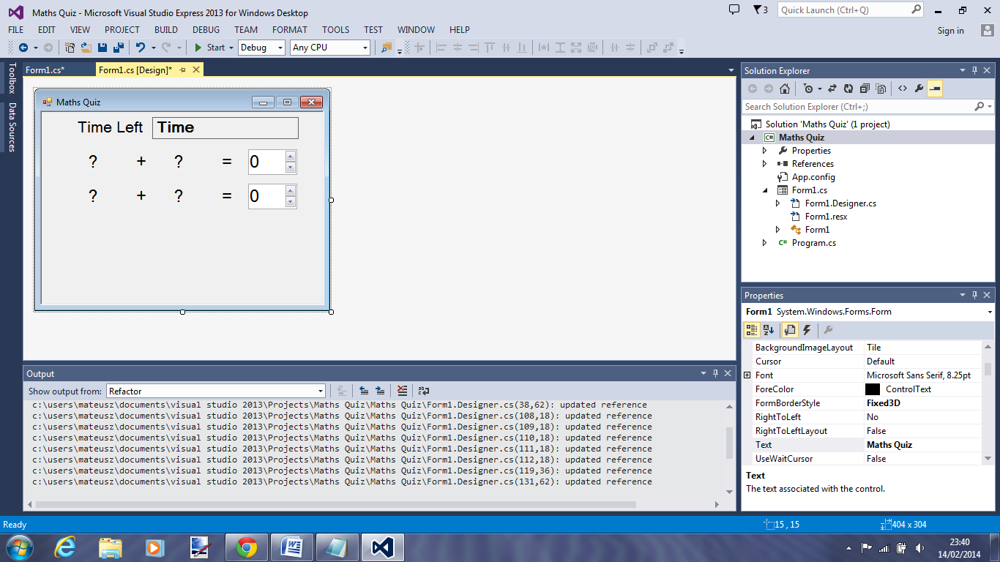 Maths Quiz - Microsoft Visual Studio Express 2013 for Windows Desktop
3
Quick Launch (Ctrl+Q)
FILE EDIT VIEW PROJECT BUILD DEBUG TEAM FORMAT TOOLS TEST WINDOW HELP
Sign in
Start Debug Any CPU
Toolbox
Data Sources
Form1.cs* Form1.cs [Design]*
Maths Quiz
Time Left Time
? + ? = 0
? + ? = 0
Solution Explorer
Search Solution Explorer (Ctrl+;)
Solution 'Maths Quiz' (1 project)
C# Maths Quiz
Properties
References
App.config
Form1.cs
Form1.Designer.cs
Form1.resx
Form1
C# Program.cs
Properties
Form1 System.Windows.Forms.Form
BackgroundImageLayout Tile
Cursor Default
Font Microsoft Sans Serif, 8.25pt
ForeColor ControlText
FormBorderStyle Fixed3D
RightToLeft No
RightToLeftLayout False
Text Maths Quiz
UseWaitCursor False
Text
The text associated with the control.
Output
Show output from: Refactor
c:\users\mateusz\documents\visual studio 2013\Projects\Maths Quiz\Maths Quiz\Form1.Designer.cs(38,62): updated reference
c:\users\mateusz\documents\visual studio 2013\Projects\Maths Quiz\Maths Quiz\Form1.Designer.cs(108,18): updated reference
c:\users\mateusz\documents\visual studio 2013\Projects\Maths Quiz\Maths Quiz\Form1.Designer.cs(109,18): updated reference
c:\users\mateusz\documents\visual studio 2013\Projects\Maths Quiz\Maths Quiz\Form1.Designer.cs(110,18): updated reference
c:\users\mateusz\documents\visual studio 2013\Projects\Maths Quiz\Maths Quiz\Form1.Designer.cs(111,18): updated reference
c:\users\mateusz\documents\visual studio 2013\Projects\Maths Quiz\Maths Quiz\Form1.Designer.cs(112,18): updated reference
c:\users\mateusz\documents\visual studio 2013\Projects\Maths Quiz\Maths Quiz\Form1.Designer.cs(119,36): updated reference
c:\users\mateusz\documents\visual studio 2013\Projects\Maths Quiz\Maths Quiz\Form1.Designer.cs(131,62): updated reference
Ready 15 , 15 404 x 304
23:40
14/02/2014